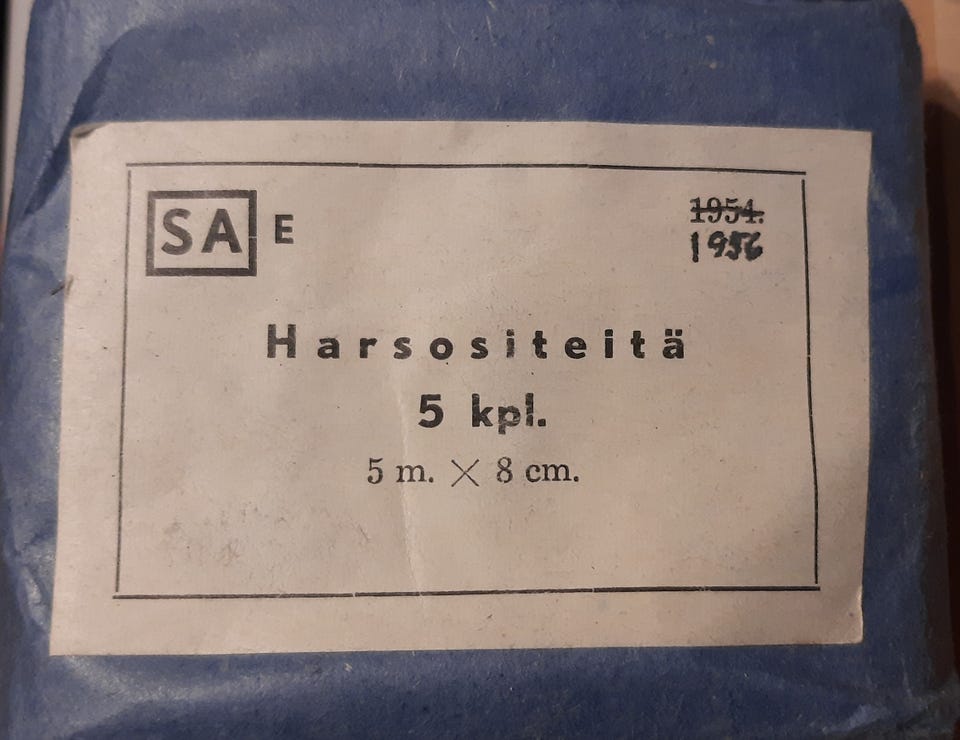 SA E
1954.
1956
Harsositeitä
5 kpl.
5 m. × 8 cm.